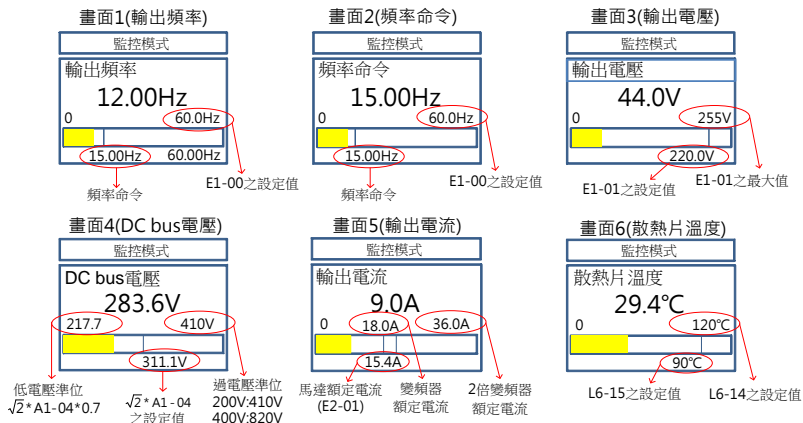 畫面1(輸出頻率)
監控模式
輸出頻率
12.00Hz
0
60.0Hz
15.00Hz
60.00Hz
頻率命令
E1-00之設定值
畫面2(頻率命令)
監控模式
頻率命令
15.00Hz
0
60.0Hz
15.00Hz
頻率命令
E1-00之設定值
畫面3(輸出電壓)
監控模式
輸出電壓
44.0V
0
255V
220.0V
E1-01之設定值
E1-01之最大值
畫面4(DC bus電壓)
監控模式
DC bus電壓
283.6V
217.7
410V
311.1V
低電壓準位
√2*A1-04*0.7
√2*A1-04
之設定值
過電壓準位
200V:410V
400V:820V
畫面5(輸出電流)
監控模式
輸出電流
9.0A
0
18.0A
36.0A
15.4A
馬達額定電流
(E2-01)
變頻器
額定電流
2倍變頻器
額定電流
畫面6(散熱片溫度)
監控模式
散熱片溫度
29.4℃
0
120℃
90℃
L6-15之設定值
L6-14之設定值